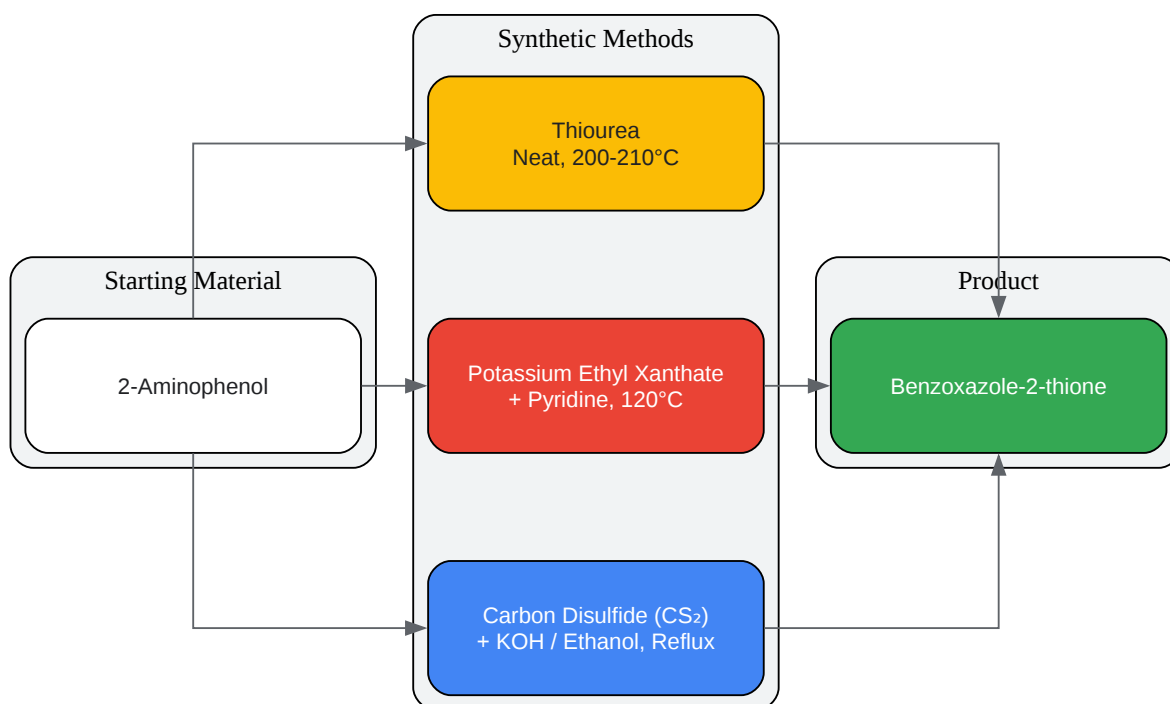 Synthetic Methods
Thiourea
Neat, 200-210°C
Starting Material
2-Aminophenol
Potassium Ethyl Xanthate
+ Pyridine, 120°C
Product
Benzoxazole-2-thione
Carbon Disulfide (CS₂)
+ KOH / Ethanol, Reflux